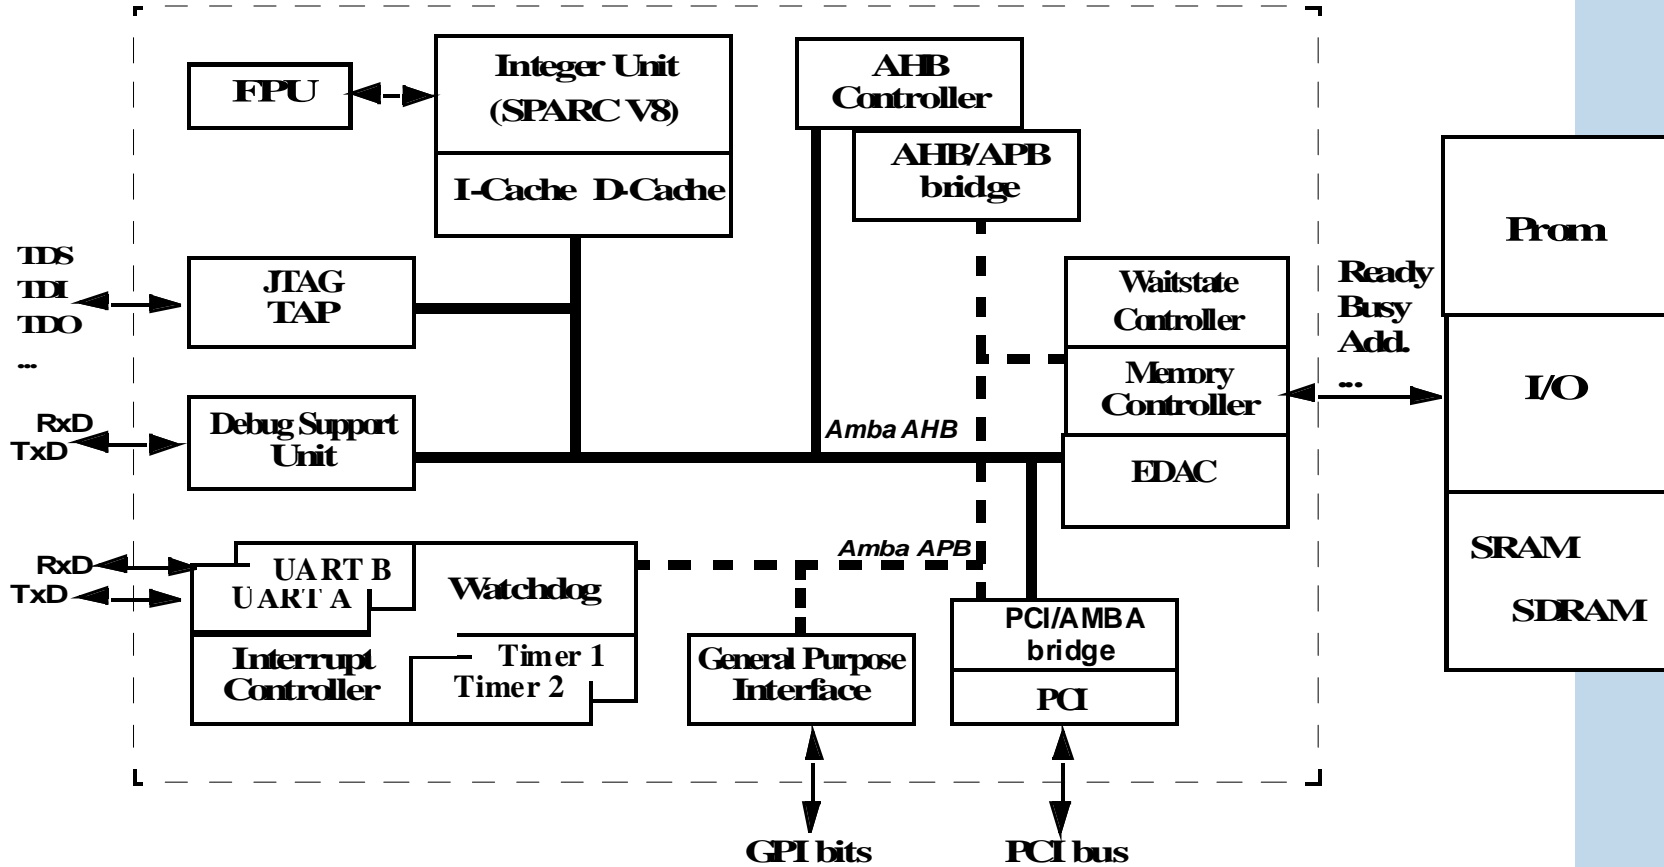 FPU
Integer Unit
(SPARC V8)
I-Cache D-Cache
AHB
Controller
AHB/APB
bridge
TDS
TDI
TDO
...
JTAG
TAP
Waitstate
Controller
Memory
Controller
EDAC
Ready
Busy
Add.
...
Prom
I/O
SRAM
SDRAM
RxD
TxD
Debug Support
Unit
Amba AHB
Amba APB
RxD
TxD
UART B
UART A
Watchdog
Interrupt
Controller
Timer 1
Timer 2
General Purpose
Interface
PCI/AMBA
bridge
PCI
GPI bits
PCI bus